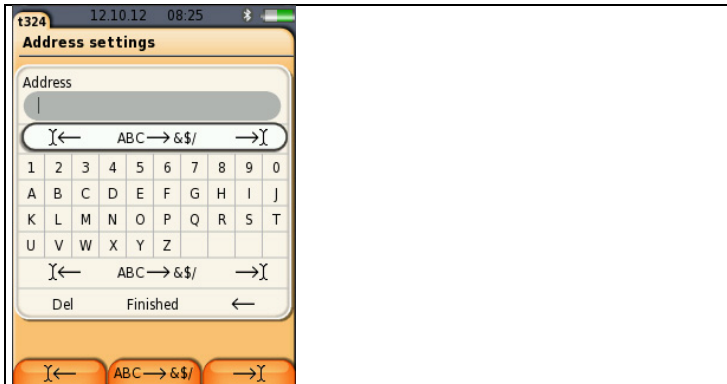 t324 12.10.12 08:25
Address settings
Address
ABC→&$/
1 2 3 4 5 6 7 8 9 0
A B C D E F G H I J
K L M N O P Q R S T
U V W X Y Z
ABC→&$/
Del Finished ←
ABC→&$/